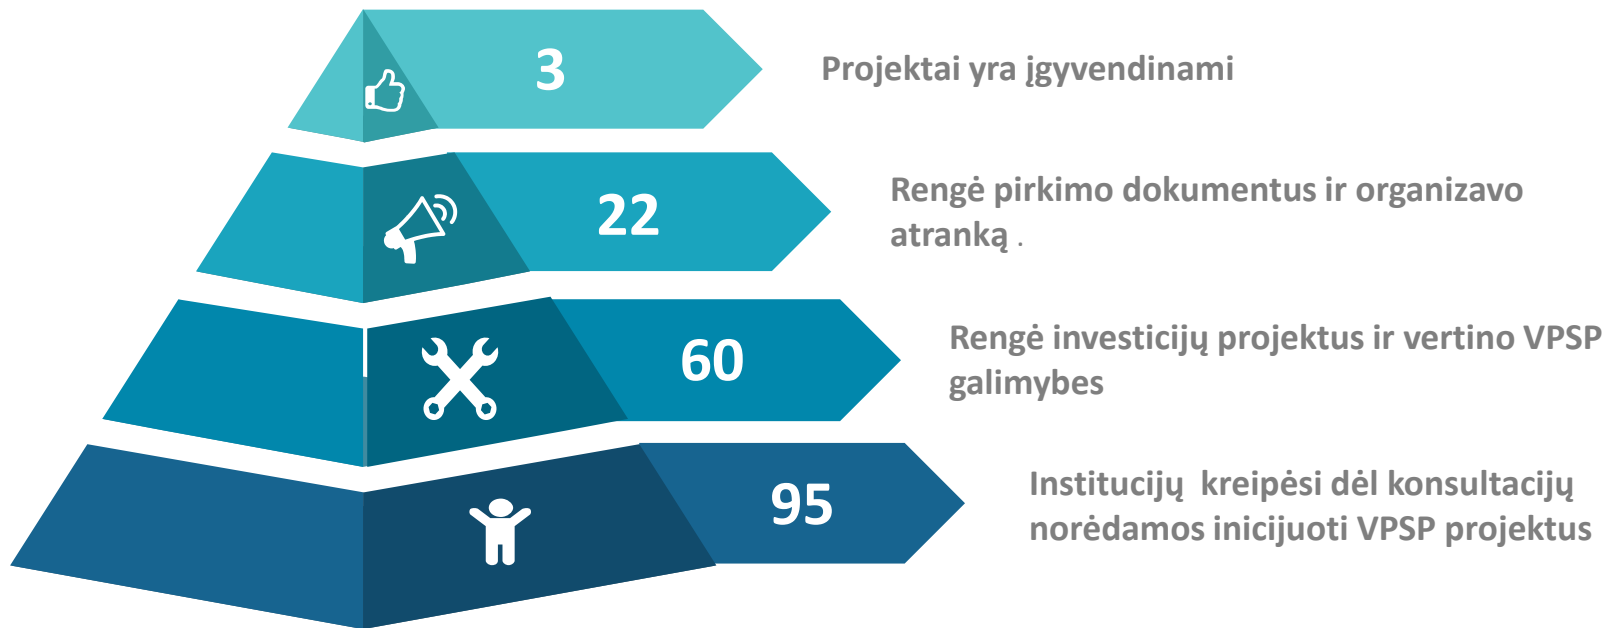 3
Projektai yra įgyvendinami
22
Rengė pirkimo dokumentus ir organizavo
atranką .
60
Rengė investicijų projektus ir vertino VPSP
galimybes
95
Institucijų kreipėsi dėl konsultacijų
norėdamos inicijuoti VPSP projektus